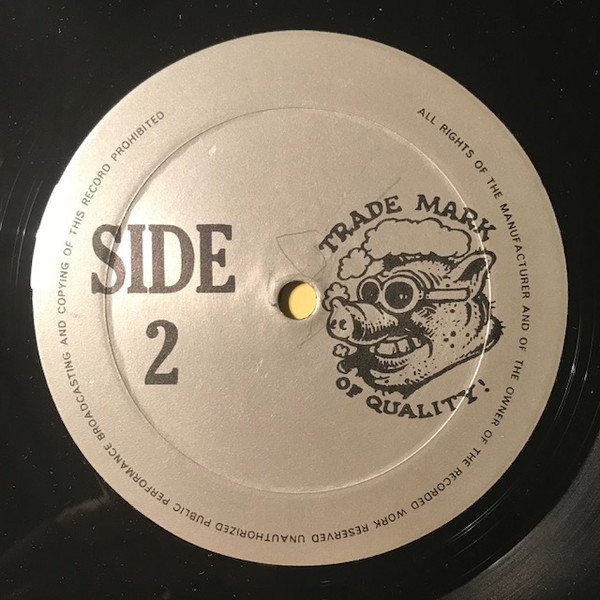 SIDE
2
TRADE MARK
OF QUALITY!
ALL RIGHTS OF THE MANUFACTURER AND OF THE OWNER OF THE RECORDED WORK RESERVED UNAUTHORIZED PUBLIC PERFORMANCE BROADCASTING AND COPYING OF THIS RECORD PROHIBITED